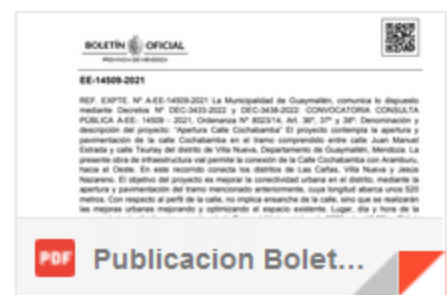 BOLETÍN OFICIAL
PROVINCIA DE MENDOZA
EE-14509-2021
REF. EXPTE. N° A-EE-14509-2021 La Municipalidad de Guaymallén, comunica lo dispuesto
mediante Decretos N° DEC-3433-2022 y DEC-3438-2022: CONVOCATORIA CONSULTA
PÚBLICA A-EE- 14509 - 2021, Ordenanza N° 8023/14, Art. 36°, 37° y 38°. Denominación y
descripción del proyecto: "Apertura Calle Cochabamba" El proyecto contempla la apertura y
pavimentación de la calle Cochabamba en el tramo comprendido entre calle Juan Manuel
Estrada y calle Tautay del distrito de Villa Nueva, Departamento de Guaymallén, Mendoza. La
presente obra de infraestructura vial permite la conexión de la Calle Cochabamba con Aramburu,
hacia el Oeste. En este recorrido conecta los distritos de Las Cañas, Villa Nueva y Jesús
Nazareno. El objetivo del proyecto es mejorar la conectividad urbana en el distrito, mediante la
apertura y pavimentación del tramo mencionado anteriormente, cuya longitud abarca unos 520
metros. Con respecto al perfil de la calle, no implica ensanche de la calle, sino que se realizarán
las mejoras urbanas mejorando y optimizando el espacio existente. Lugar, día y hora de la
PDF
Publicacion Bolet...